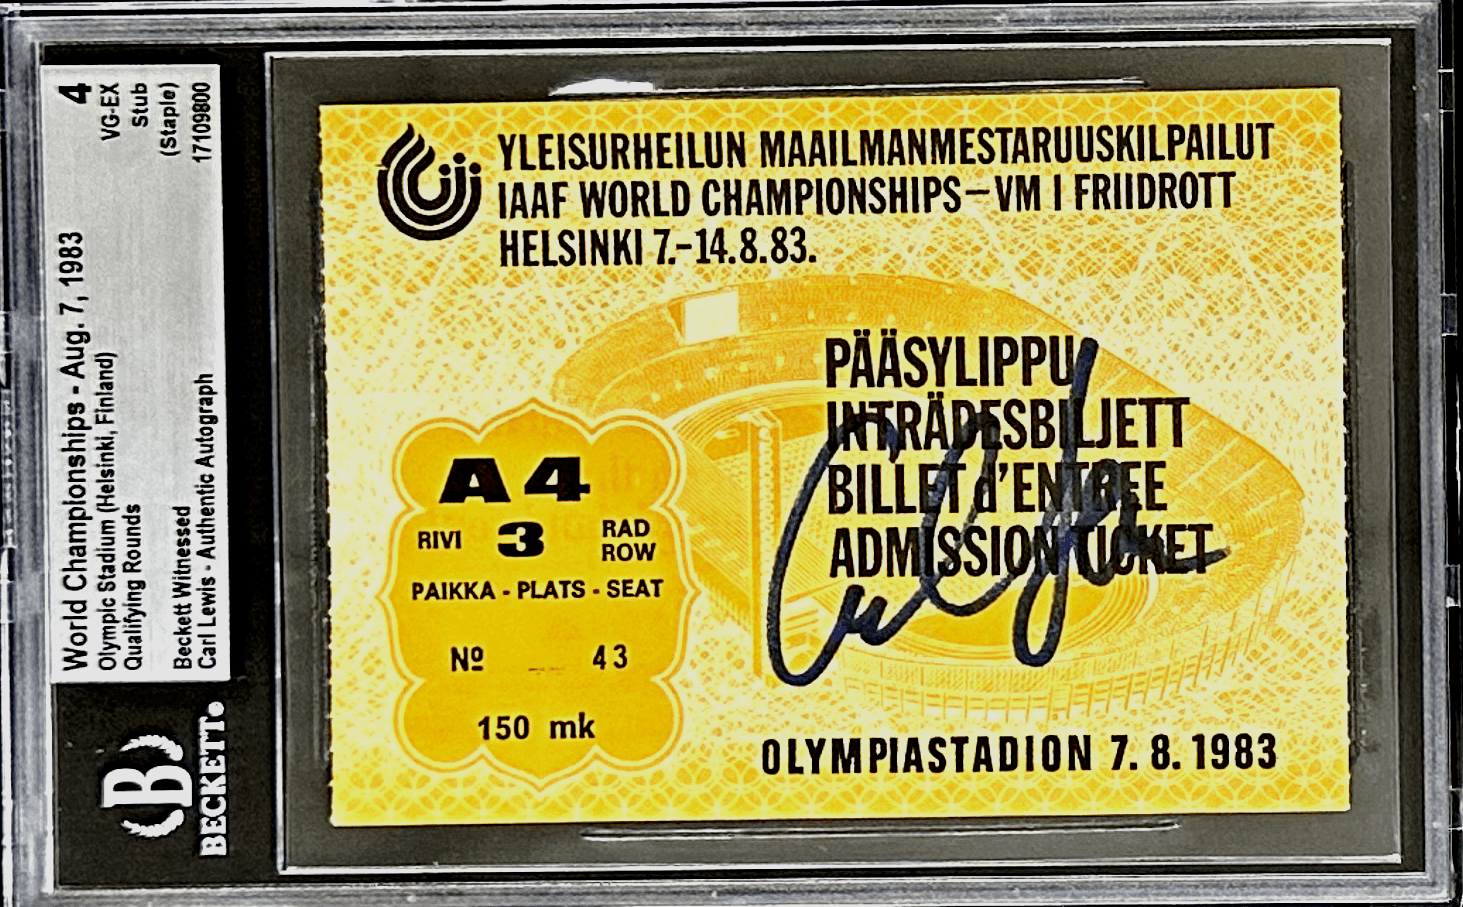 4
VG-EX
Stub
(Staple)
17109800
World Championships - Aug. 7, 1983
Olympic Stadium (Helsinki, Finland)
Qualifying Rounds
Beckett Witnessed
Carl Lewis - Authentic Autograph
B
BECKETT
YLEISURHEILUN MAAILMANMESTARUUSKILPAILUT
IAAF WORLD CHAMPIONSHIPS–VM I FRIIDROTT
HELSINKI 7.-14.8.83.
PÄÄSYLIPPU
INTRÄDESBILJETT
BILLET d'ENTREE
ADMISSION TICKET
A4
RIVI 3 RAD
ROW
PAIKKA - PLATS - SEAT
Nº 43
150 mk
OLYMPIASTADION 7. 8. 1983